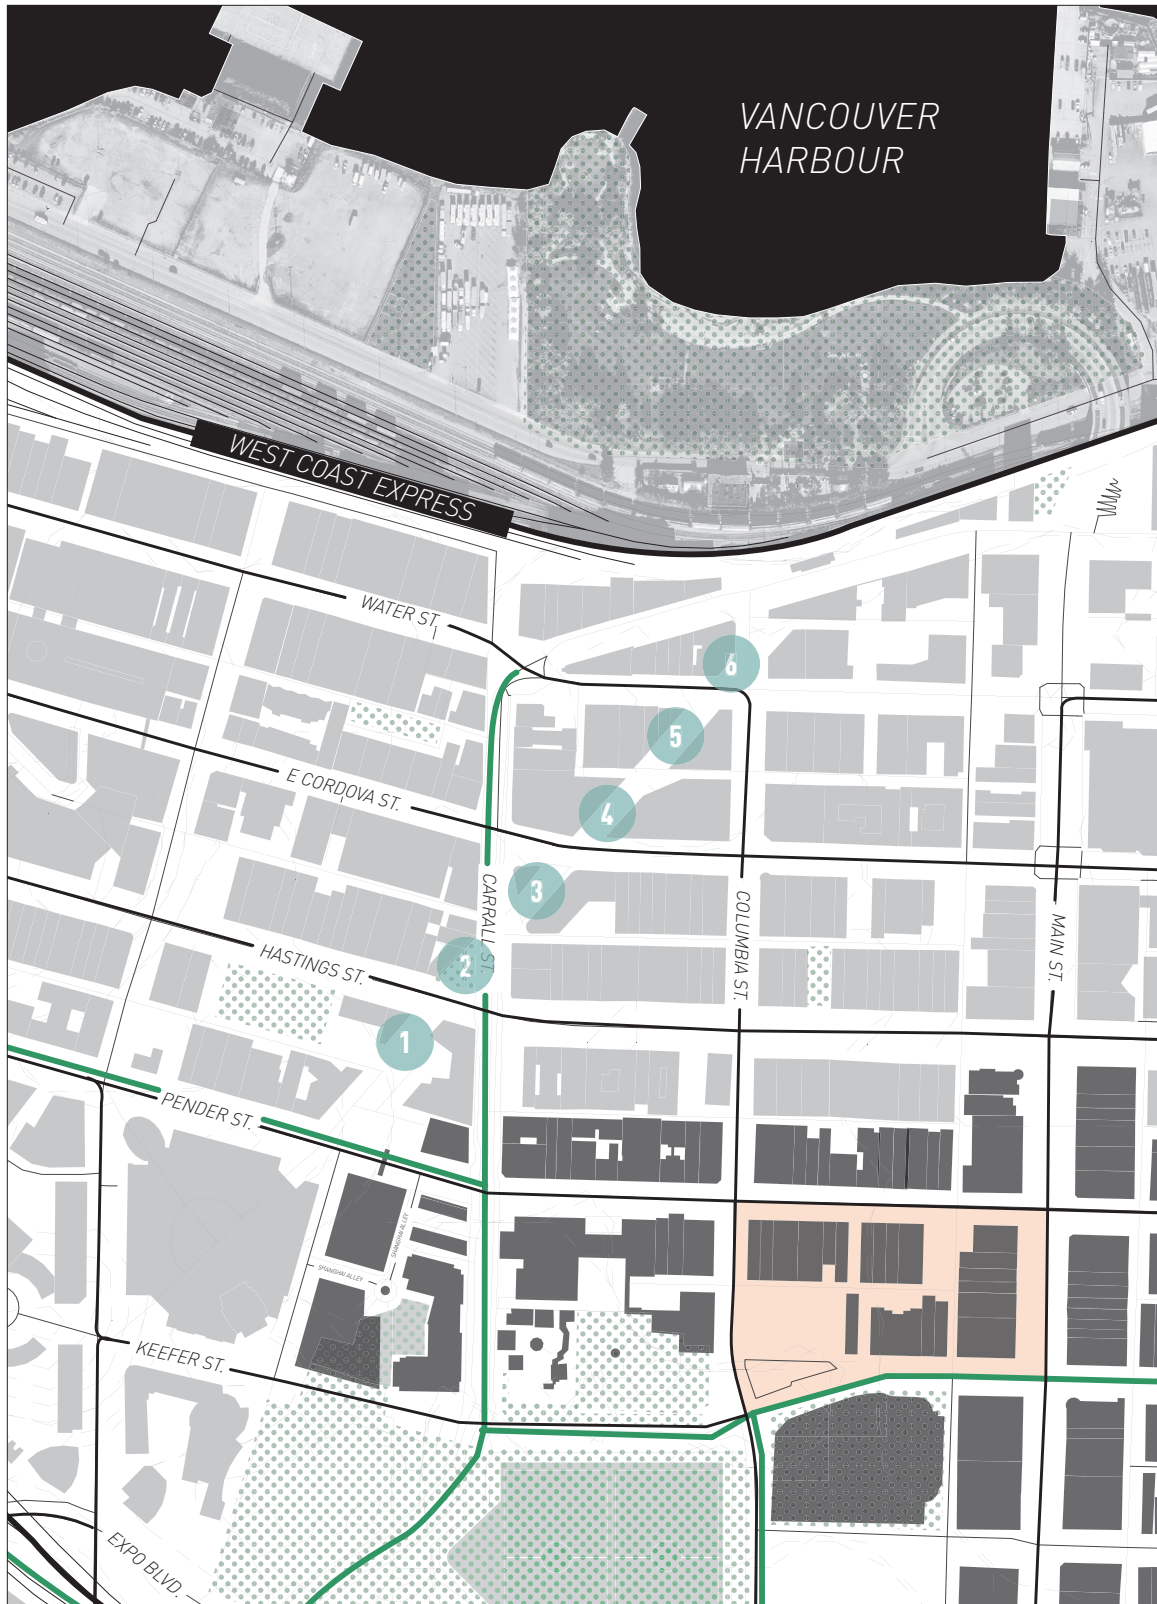 VANCOUVER
HARBOUR
WEST COAST EXPRESS
WATER ST.
6
5
E CORDOVA ST.
4
CARRALL ST.
3
COLUMBIA ST.
MAIN ST.
HASTINGS ST.
2
1
PENDER ST.
SHANGHAI ALLEY
SHANGHAI ALLEY
KEEFER ST.
EXPO BLVD.